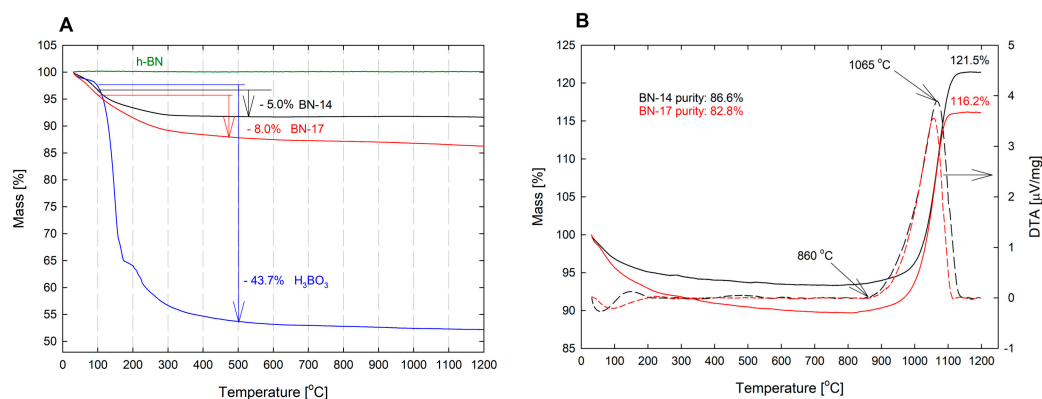 A
105
100
95
90
85
80
75
70
65
60
55
50
Mass [%]
h-BN
- 5.0% BN-14
- 8.0% BN-17
- 43.7% H₃BO₃
0 100 200 300 400 500 600 700 800 900 1000 1100 1200
Temperature [°C]
B
125
120
115
110
105
100
95
90
85
Mass [%]
BN-14 purity: 86.6%
BN-17 purity: 82.8%
1065 °C
121.5%
116.2%
860 °C
5
4
3
2
1
0
-1
DTA [μV/mg]
0 100 200 300 400 500 600 700 800 900 1000 1100 1200
Temperature [°C]